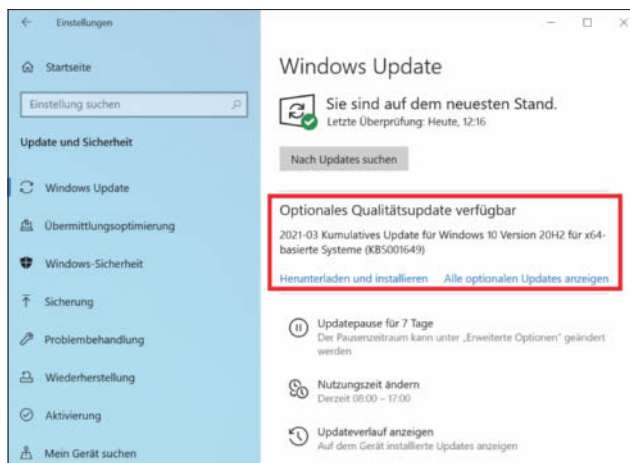 Einstellungen
Startseite
Einstellung suchen
Update und Sicherheit
Windows Update
Übermittlungsoptimierung
Windows-Sicherheit
Sicherung
Problembehandlung
Wiederherstellung
Aktivierung
Mein Gerät suchen
Windows Update
Sie sind auf dem neuesten Stand.
Letzte Überprüfung: Heute, 12:16
Nach Updates suchen
Optionales Qualitätsupdate verfügbar
2021-03 Kumulatives Update für Windows 10 Version 20H2 für x64-
basierte Systeme (KB5001649)
Herunterladen und installieren Alle optionalen Updates anzeigen
Updatepause für 7 Tage
Der Pausenzeitraum kann unter „Erweiterte Optionen" geändert
werden
Nutzungszeit ändern
Derzeit 08:00 – 17:00
Updateverlauf anzeigen
Auf dem Gerät installierte Updates anzeigen